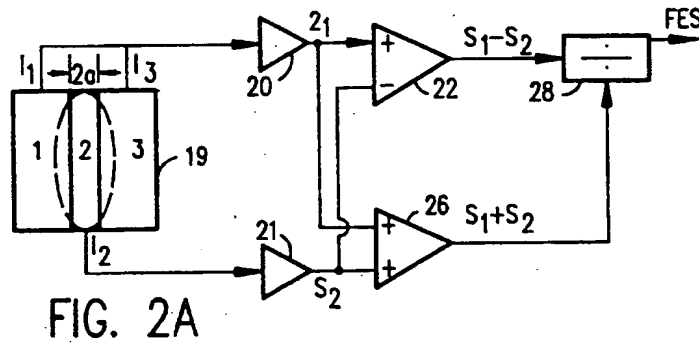 FES
2₁
S₁-S₂
I₁
2a
I₃
+
-
20
22
28
1
2
3
19
26
S₁+S₂
21
+
+
I₂
S₂
FIG. 2A